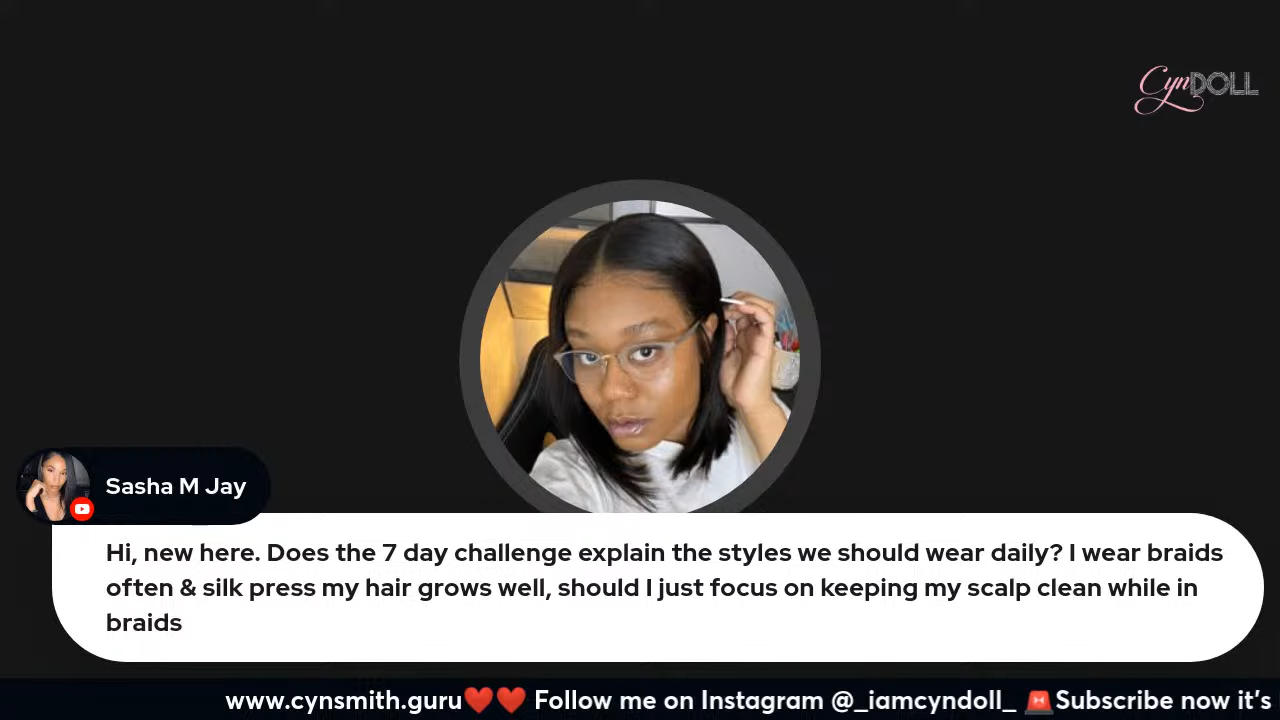 CynDOLL
Sasha M Jay
Hi, new here. Does the 7 day challenge explain the styles we should wear daily? I wear braids
often & silk press my hair grows well, should I just focus on keeping my scalp clean while in
braids
www.cynsmith.guru❤️❤️ Follow me on Instagram @_iamcyndoll_ 🚨Subscribe now it's